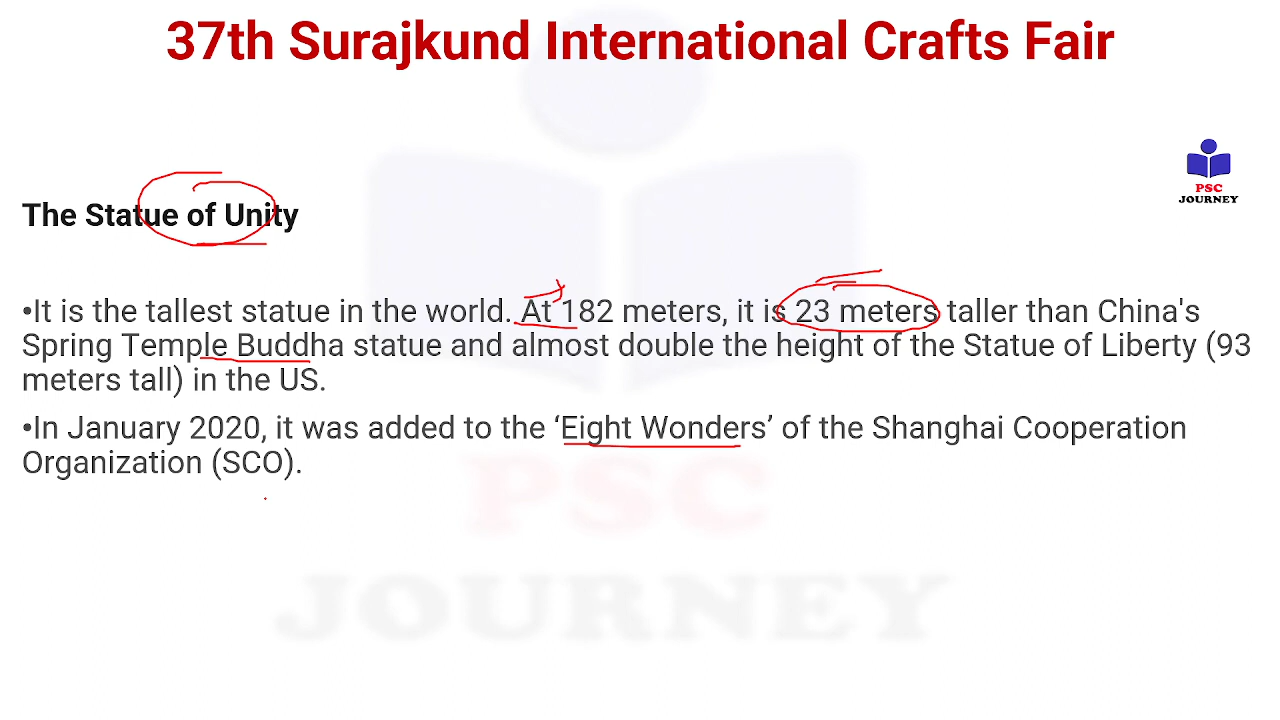 37th Surajkund International Crafts Fair
PSC
JOURNEY
The Statue of Unity
•It is the tallest statue in the world. At 182 meters, it is 23 meters taller than China's
Spring Temple Buddha statue and almost double the height of the Statue of Liberty (93
meters tall) in the US.
•In January 2020, it was added to the ‘Eight Wonders’ of the Shanghai Cooperation
Organization (SCO).
PSC
JOURNEY